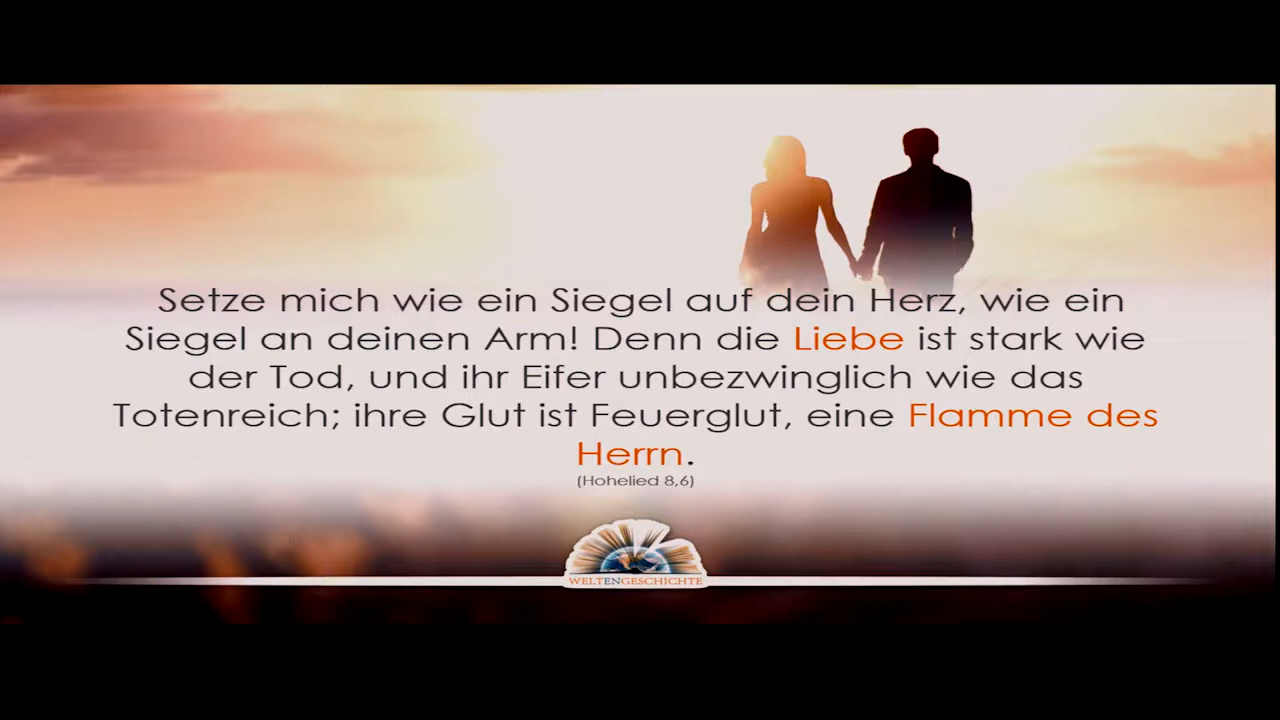 Setze mich wie ein Siegel auf dein Herz, wie ein
Siegel an deinen Arm! Denn die Liebe ist stark wie
der Tod, und ihr Eifer unbezwinglich wie das
Totenreich; ihre Glut ist Feuerglut, eine Flamme des
Herrn.
(Hohelied 8,6)
WELTENGESCHICHTE